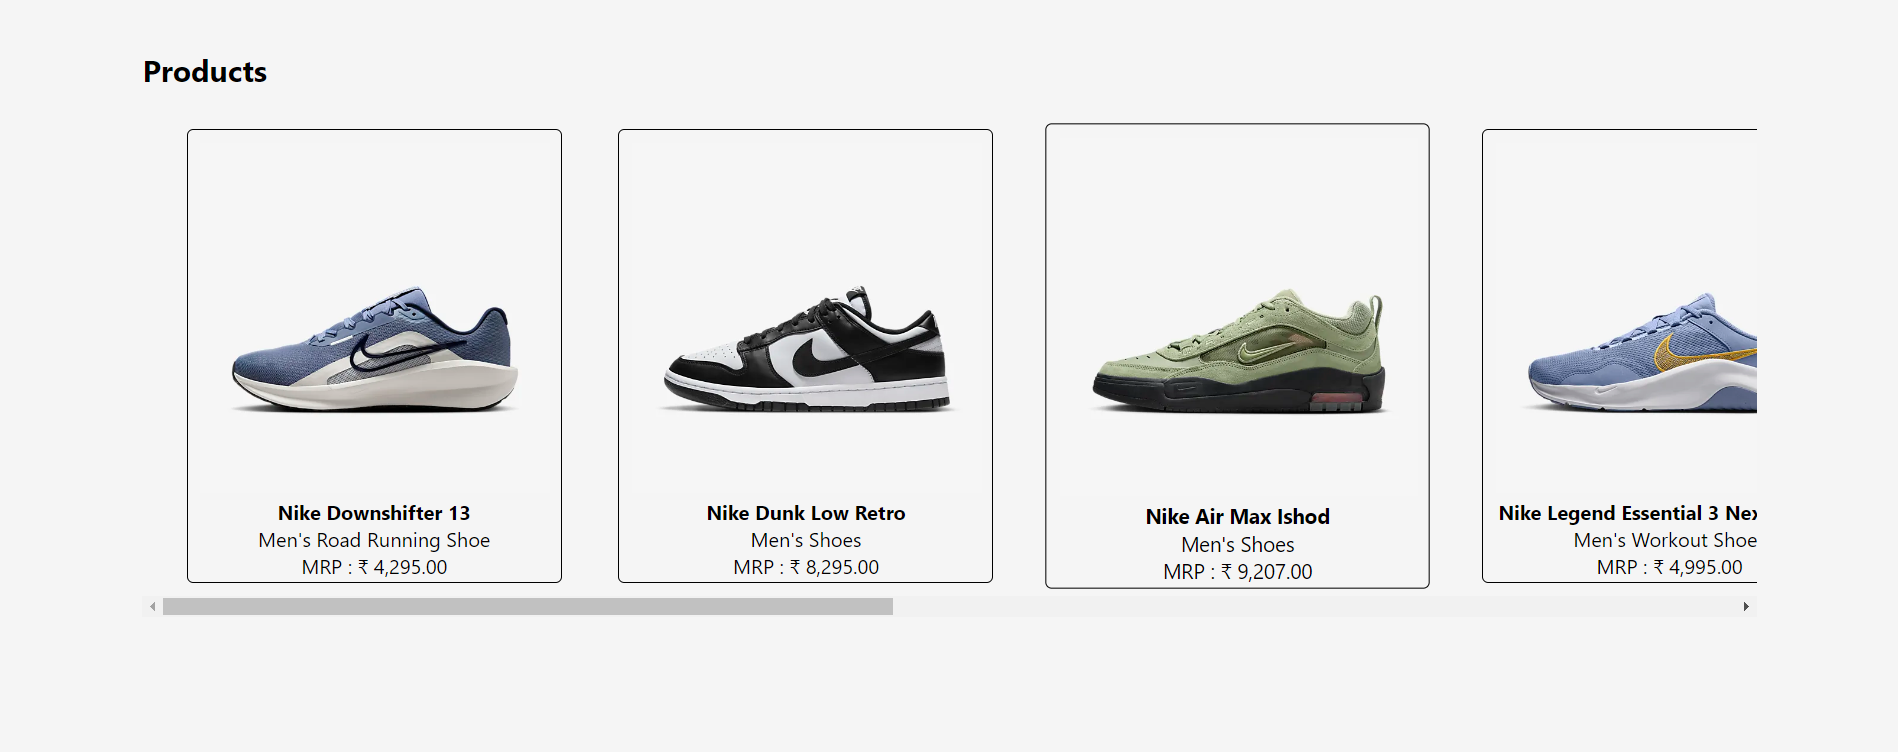 Products
Nike Downshifter 13
Men's Road Running Shoe
MRP : ₹ 4,295.00
Nike Dunk Low Retro
Men's Shoes
MRP : ₹ 8,295.00
Nike Air Max Ishod
Men's Shoes
MRP : ₹ 9,207.00
Nike Legend Essential 3 Nex
Men's Workout Shoe
MRP : ₹ 4,995.00